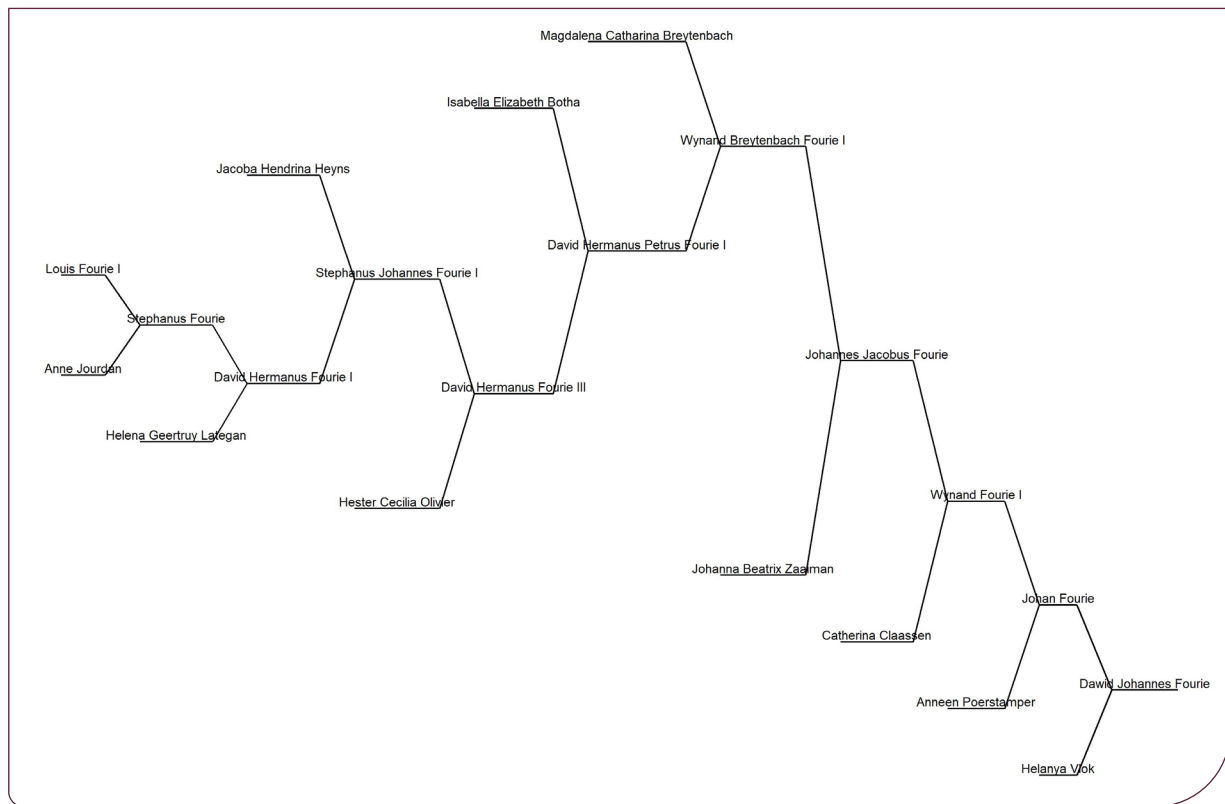 Magdalena Catharina Breytenbach
Isabella Elizabeth Botha
Wynand Breytenbach Fourie I
Jacoba Hendrina Heyns
David Hermanus Petrus Fourie I
Louis Fourie I
Stephanus Johannes Fourie I
Stephanus Fourie
Johannes Jacobus Fourie
Anne Jourdan
David Hermanus Fourie I
David Hermanus Fourie III
Helena Geertruy Lategan
Wynand Fourie I
Hester Cecilia Olivier
Johanna Beatrix Zaaiman
Johan Fourie
Catherina Claassen
Dawid Johannes Fourie
Anneen Poerstamper
Helanya Vlok